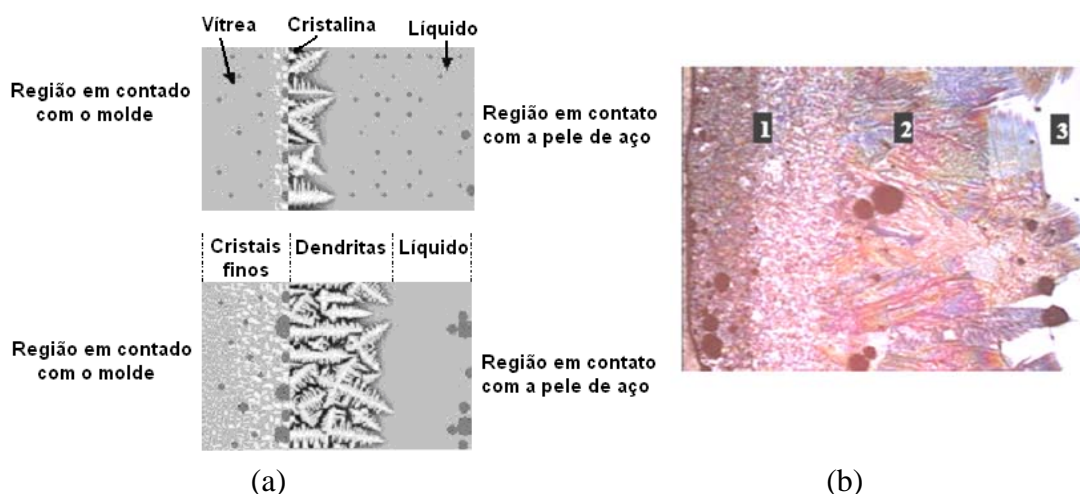 Vítrea
Cristalina
Líquido
Região em contado
com o molde
Região em contato
com a pele de aço
Cristais
finos
Dendritas
Líquido
Região em contado
com o molde
Região em contato
com a pele de aço
(a)
1
2
3
(b)